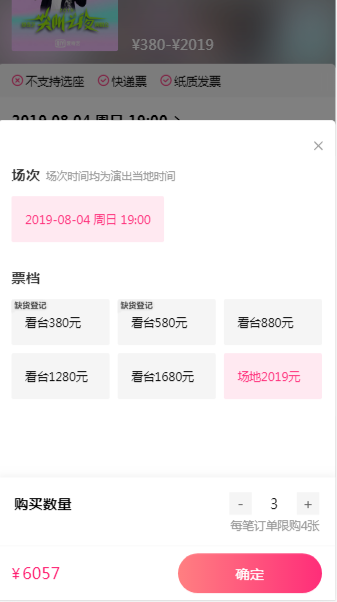 ¥380-¥2019
不支持选座 快递票 纸质发票
2019-08-04 周日 19:00
场次 场次时间均为演出当地时间
2019-08-04 周日 19:00
票档
缺货登记 缺货登记
看台380元 看台580元 看台880元
看台1280元 看台1680元 场地2019元
购买数量 - 3 +
每笔订单限购4张
¥6057 确定